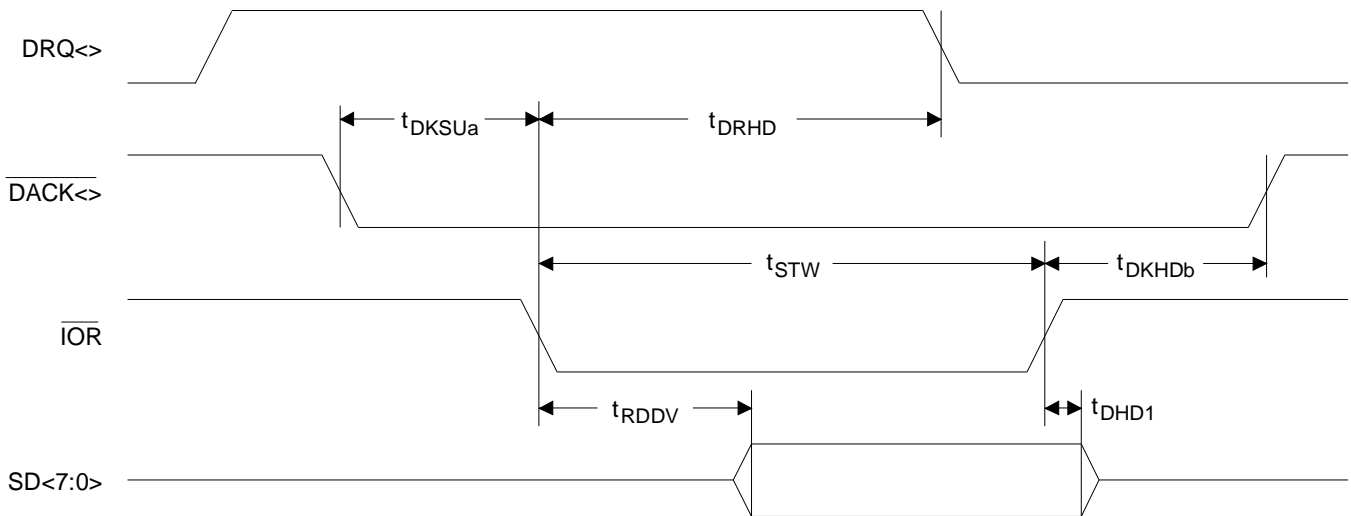 DRQ<>
tDKSUa
tDRHD
DACK<>
tSTW
tDKHDb
IOR
tRDDV
tDHD1
SD<7:0>